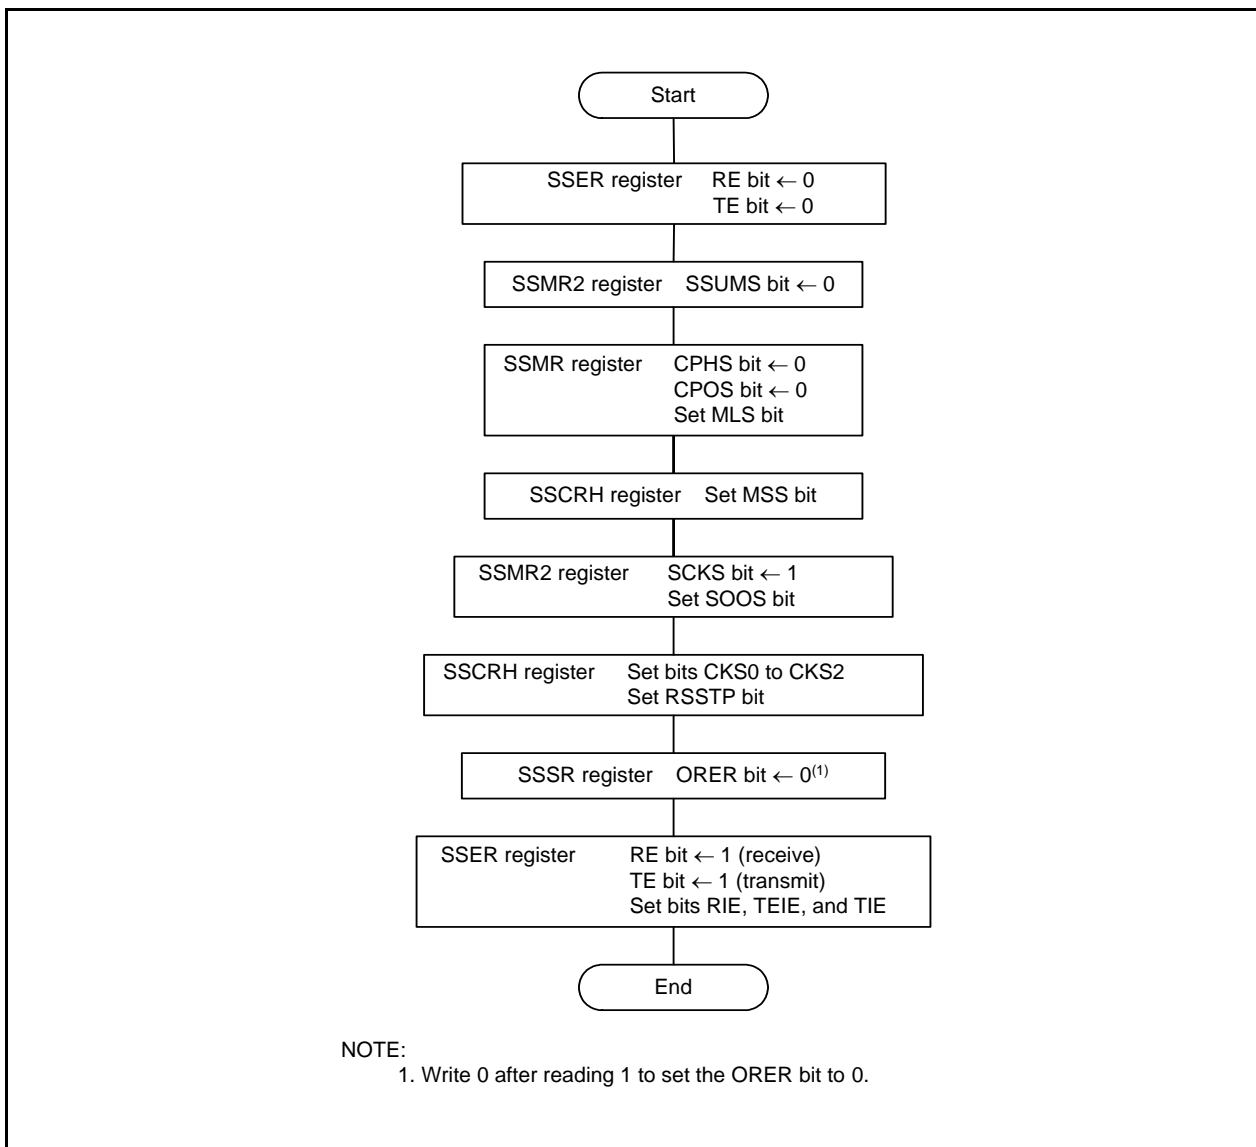 Start
SSER register RE bit ← 0
TE bit ← 0
SSMR2 register SSUMS bit ← 0
SSMR register CPHS bit ← 0
CPOS bit ← 0
Set MLS bit
SSCRH register Set MSS bit
SSMR2 register SCKS bit ← 1
Set SOOS bit
SSCRH register Set bits CKS0 to CKS2
Set RSSTP bit
SSSR register ORER bit ← 0(1)
SSER register RE bit ← 1 (receive)
TE bit ← 1 (transmit)
Set bits RIE, TEIE, and TIE
End
NOTE:
1. Write 0 after reading 1 to set the ORER bit to 0.